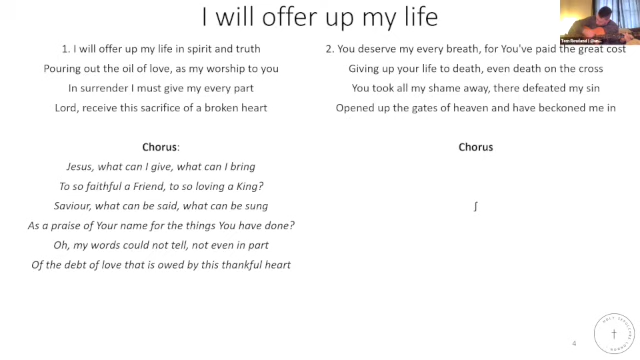 I will offer up my life
1. I will offer up my life in spirit and truth
Pouring out the oil of love, as my worship to you
In surrender I must give my every part
Lord, receive this sacrifice of a broken heart
Chorus:
Jesus, what can I give, what can I bring
To so faithful a Friend, to so loving a King?
Saviour, what can be said, what can be sung
As a praise of Your name for the things You have done?
Oh, my words could not tell, not even in part
Of the debt of love that is owed by this thankful heart
2. You deserve my every breath, for You've paid the great cost
Giving up your life to death, even death on the cross
You took all my shame away, there defeated my sin
Opened up the gates of heaven and have beckoned me in
Chorus
Tom Rowland
4